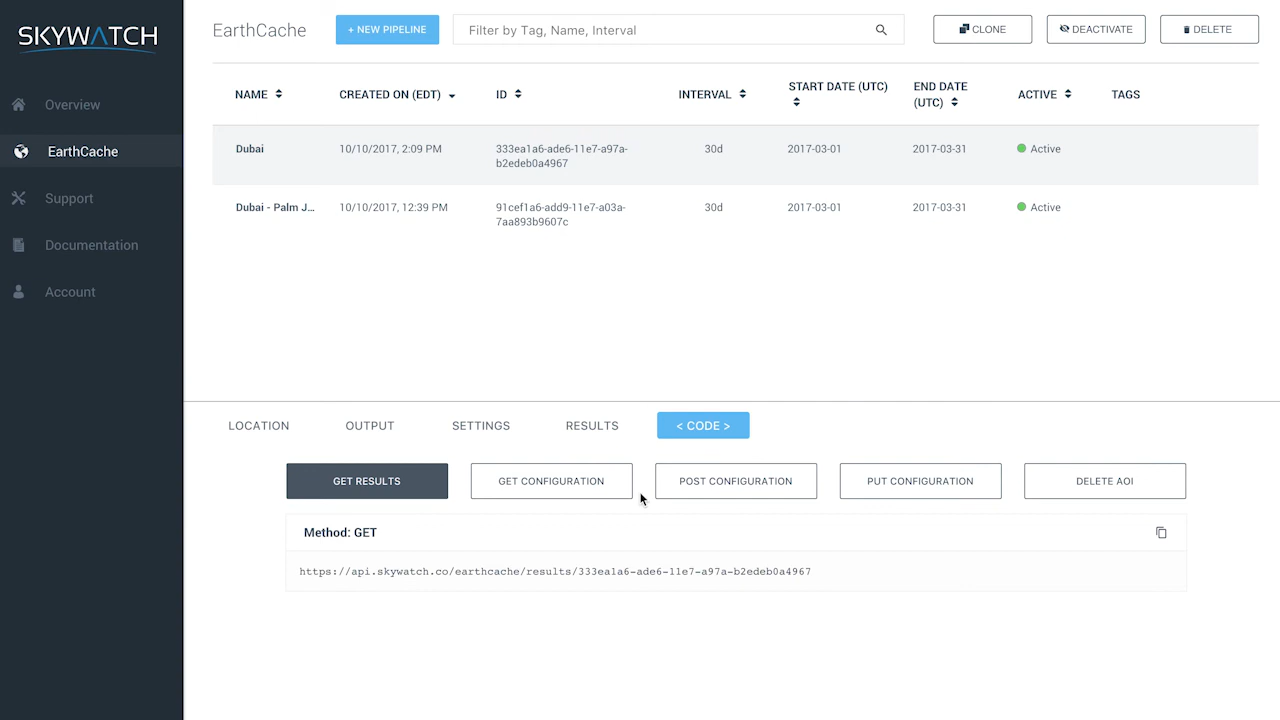 SKYWATCH
Overview
EarthCache
Support
Documentation
Account
EarthCache
+ NEW PIPELINE
Filter by Tag, Name, Interval
CLONE
DEACTIVATE
DELETE
NAME
CREATED ON (EDT)
ID
INTERVAL
START DATE (UTC)
END DATE
(UTC)
ACTIVE
TAGS
Dubai
10/10/2017, 2:09 PM
333ea1a6-ade6-11e7-a97a-
b2edeb0a4967
30d
2017-03-01
2017-03-31
Active
Dubai - Palm J...
10/10/2017, 12:39 PM
91cef1a6-add9-11e7-a03a-
7aa893b9607c
30d
2017-03-01
2017-03-31
Active
LOCATION
OUTPUT
SETTINGS
RESULTS
< CODE >
GET RESULTS
GET CONFIGURATION
POST CONFIGURATION
PUT CONFIGURATION
DELETE AOI
Method: GET
https://api.skywatch.co/earthcache/results/333ea1a6-ade6-11e7-a97a-b2edeb0a4967